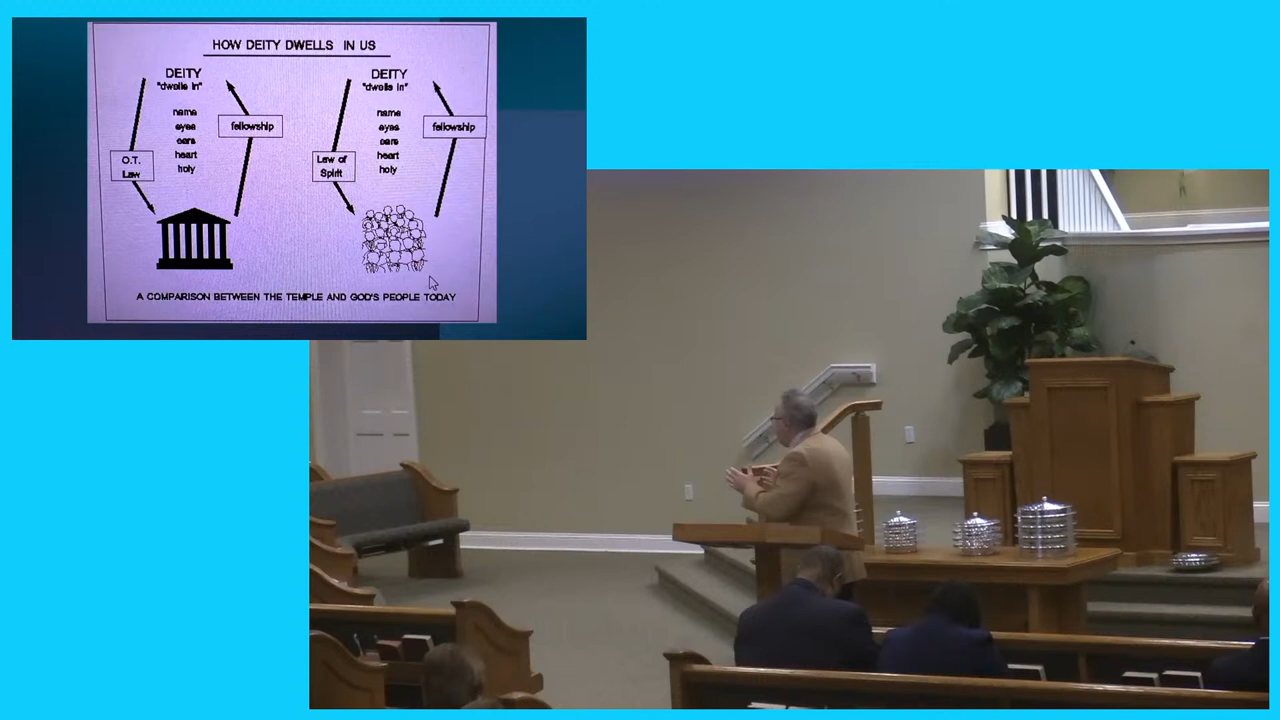 HOW DEITY DWELLS IN US
DEITY
"dwells in"
name
eyes
ears
heart
holy
O.T.
Law
fellowship
DEITY
"dwells in"
name
eyes
ears
heart
holy
Law of
Spirit
fellowship
A COMPARISON BETWEEN THE TEMPLE AND GOD'S PEOPLE TODAY